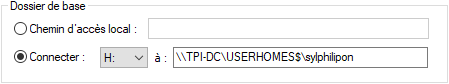 Dossier de base
Chemin d'accès local :
Connecter : H: à : \\TPI-DC\USERHOMES$\sylphilipon